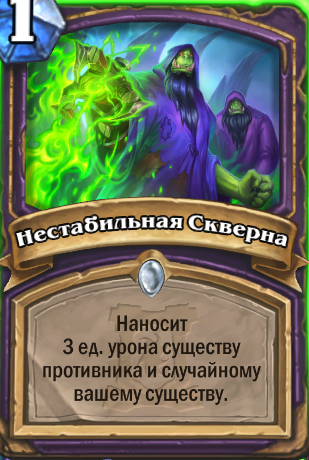 1
Нестабильная Скверна
Наносит
3 ед. урона существу
противника и случайному
вашему существу.